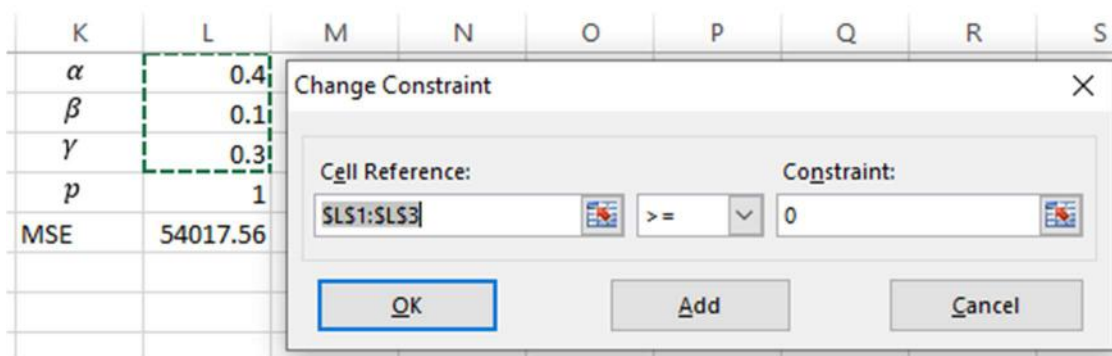 K L M N O P Q R S
α 0.4
β 0.1
γ 0.3
p 1
MSE 54017.56
Change Constraint
Cell Reference: Constraint:
$L$1:$L$3 >= 0
OK Add Cancel